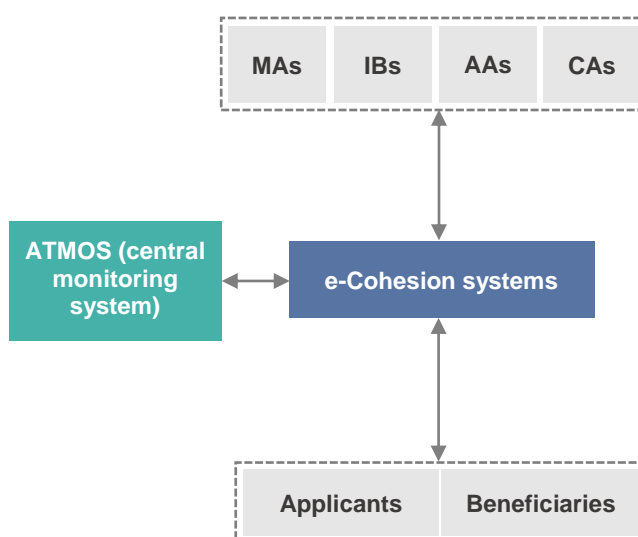 MAs IBs AAs CAs
ATMOS (central
monitoring
system)
e-Cohesion systems
Applicants Beneficiaries